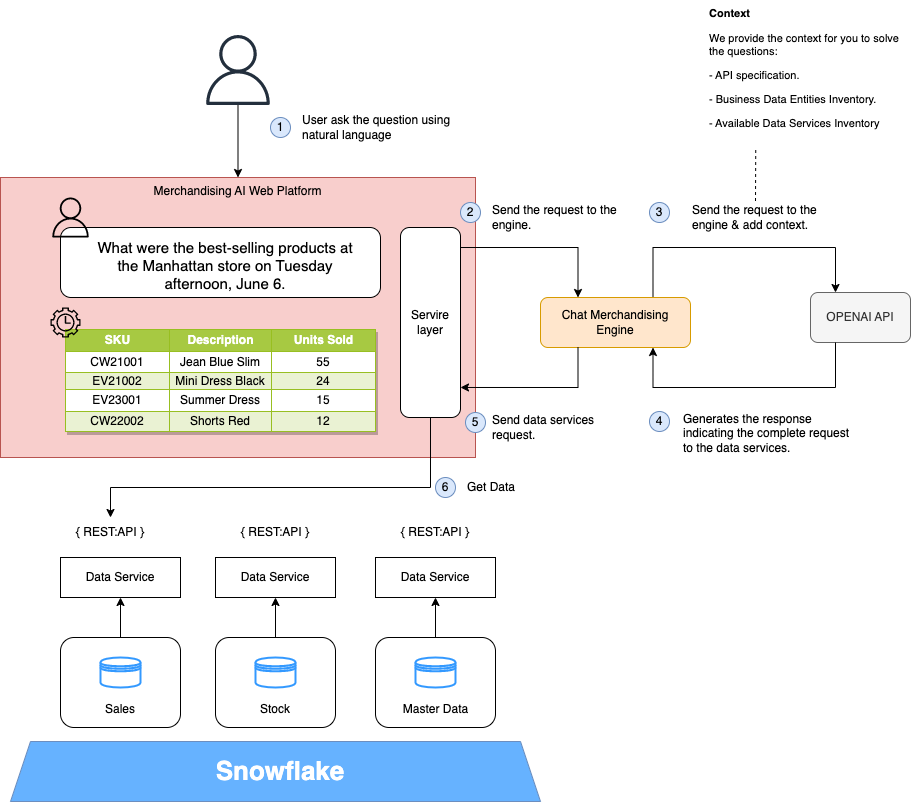 Context
We provide the context for you to solve
the questions:
- API specification.
- Business Data Entities Inventory.
- Available Data Services Inventory
1
User ask the question using
natural language
Merchandising AI Web Platform
What were the best-selling products at
the Manhattan store on Tuesday
afternoon, June 6.
SKU Description Units Sold
CW21001 Jean Blue Slim 55
EV21002 Mini Dress Black 24
EV23001 Summer Dress 15
CW22002 Shorts Red 12
Servire
layer
2
Send the request to the
engine.
3
Send the request to the
engine & add context.
Chat Merchandising
Engine
OPENAI API
5
Send data services
request.
4
Generates the response
indicating the complete request
to the data services.
6
Get Data
{ REST:API } { REST:API } { REST:API }
Data Service Data Service Data Service
Sales Stock Master Data
Snowflake